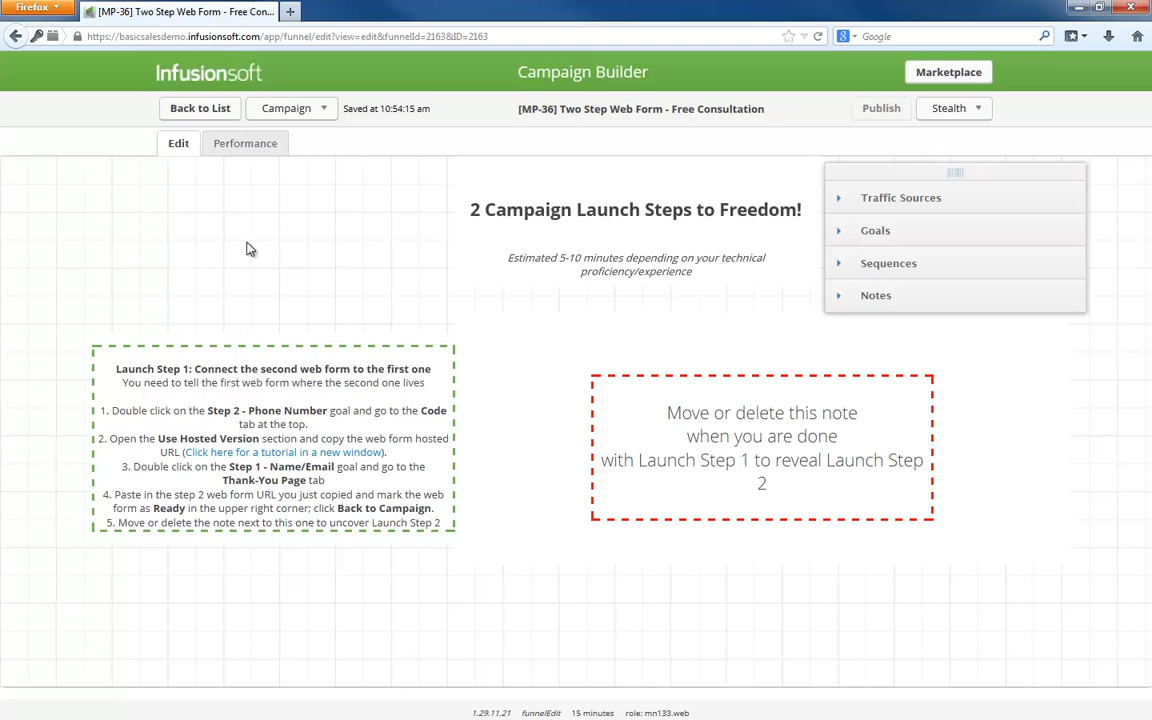 Firefox
[MP-36] Two Step Web Form - Free Con...
https://basicsalesdemo.infusionsoft.com/app/funnel/edit?view=edit&funnelId=2163&ID=2163
Google
Infusionsoft
Campaign Builder
Marketplace
Back to List
Campaign
Saved at 10:54:15 am
[MP-36] Two Step Web Form - Free Consultation
Publish
Stealth
Edit
Performance
2 Campaign Launch Steps to Freedom!
Estimated 5-10 minutes depending on your technical
proficiency/experience
Traffic Sources
Goals
Sequences
Notes
Launch Step 1: Connect the second web form to the first one
You need to tell the first web form where the second one lives
1. Double click on the Step 2 - Phone Number goal and go to the Code
tab at the top.
2. Open the Use Hosted Version section and copy the web form hosted
URL (Click here for a tutorial in a new window).
3. Double click on the Step 1 - Name/Email goal and go to the
Thank-You Page tab
4. Paste in the step 2 web form URL you just copied and mark the web
form as Ready in the upper right corner; click Back to Campaign.
5. Move or delete the note next to this one to uncover Launch Step 2
Move or delete this note
when you are done
with Launch Step 1 to reveal Launch Step
2
1.29.11.21 funnelEdit 15 minutes role: mn133.web